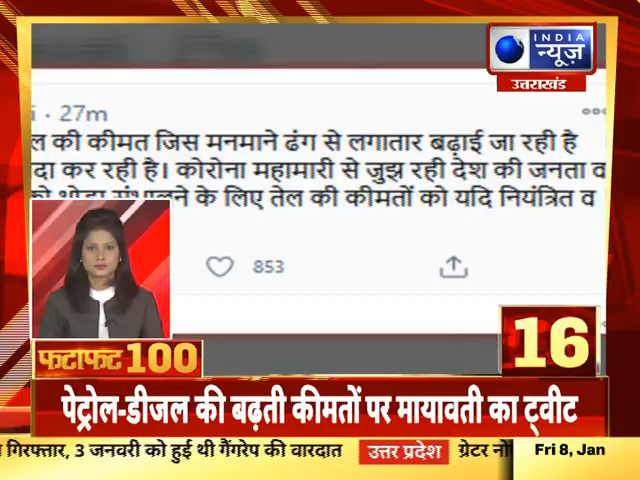 INDIA
न्यूज़
उत्तराखंड
27m
ल की कीमत जिस मनमाने ढंग से लगातार बढ़ाई जा रही है
दा कर रही है। कोरोना महामारी से जुझ रही देश की जनता व
के लिए तेल की कीमतों को यदि नियंत्रित व
853
फटाफट 100
16
पेट्रोल-डीजल की बढ़ती कीमतों पर मायावती का ट्वीट
गिरफ्तार, 3 जनवरी को हुई थी गैंगरेप की वारदात उत्तर प्रदेश ग्रेटर Fri 8, Jan